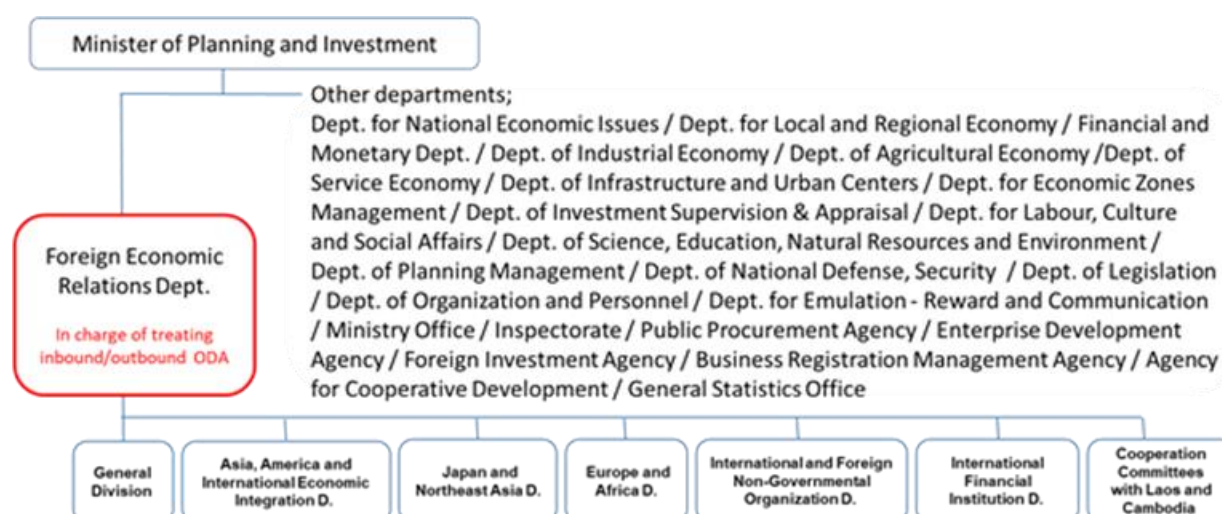 Minister of Planning and Investment
Other departments;
Dept. for National Economic Issues / Dept. for Local and Regional Economy / Financial and
Monetary Dept. / Dept. of Industrial Economy / Dept. of Agricultural Economy /Dept. of
Service Economy / Dept. of Infrastructure and Urban Centers / Dept. for Economic Zones
Management / Dept. of Investment Supervision & Appraisal / Dept. for Labour, Culture
and Social Affairs / Dept. of Science, Education, Natural Resources and Environment /
Dept. of Planning Management / Dept. of National Defense, Security / Dept. of Legislation
/ Dept. of Organization and Personnel / Dept. for Emulation - Reward and Communication
/ Ministry Office / Inspectorate / Public Procurement Agency / Enterprise Development
Agency / Foreign Investment Agency / Business Registration Management Agency / Agency
for Cooperative Development / General Statistics Office
Foreign Economic
Relations Dept.
In charge of treating
inbound/outbound ODA
General
Division
Asia, America and
International Economic
Integration D.
Japan and
Northeast Asia D.
Europe and
Africa D.
International and Foreign
Non-Governmental
Organization D.
International
Financial
Institution D.
Cooperation
Committees
with Laos and
Cambodia